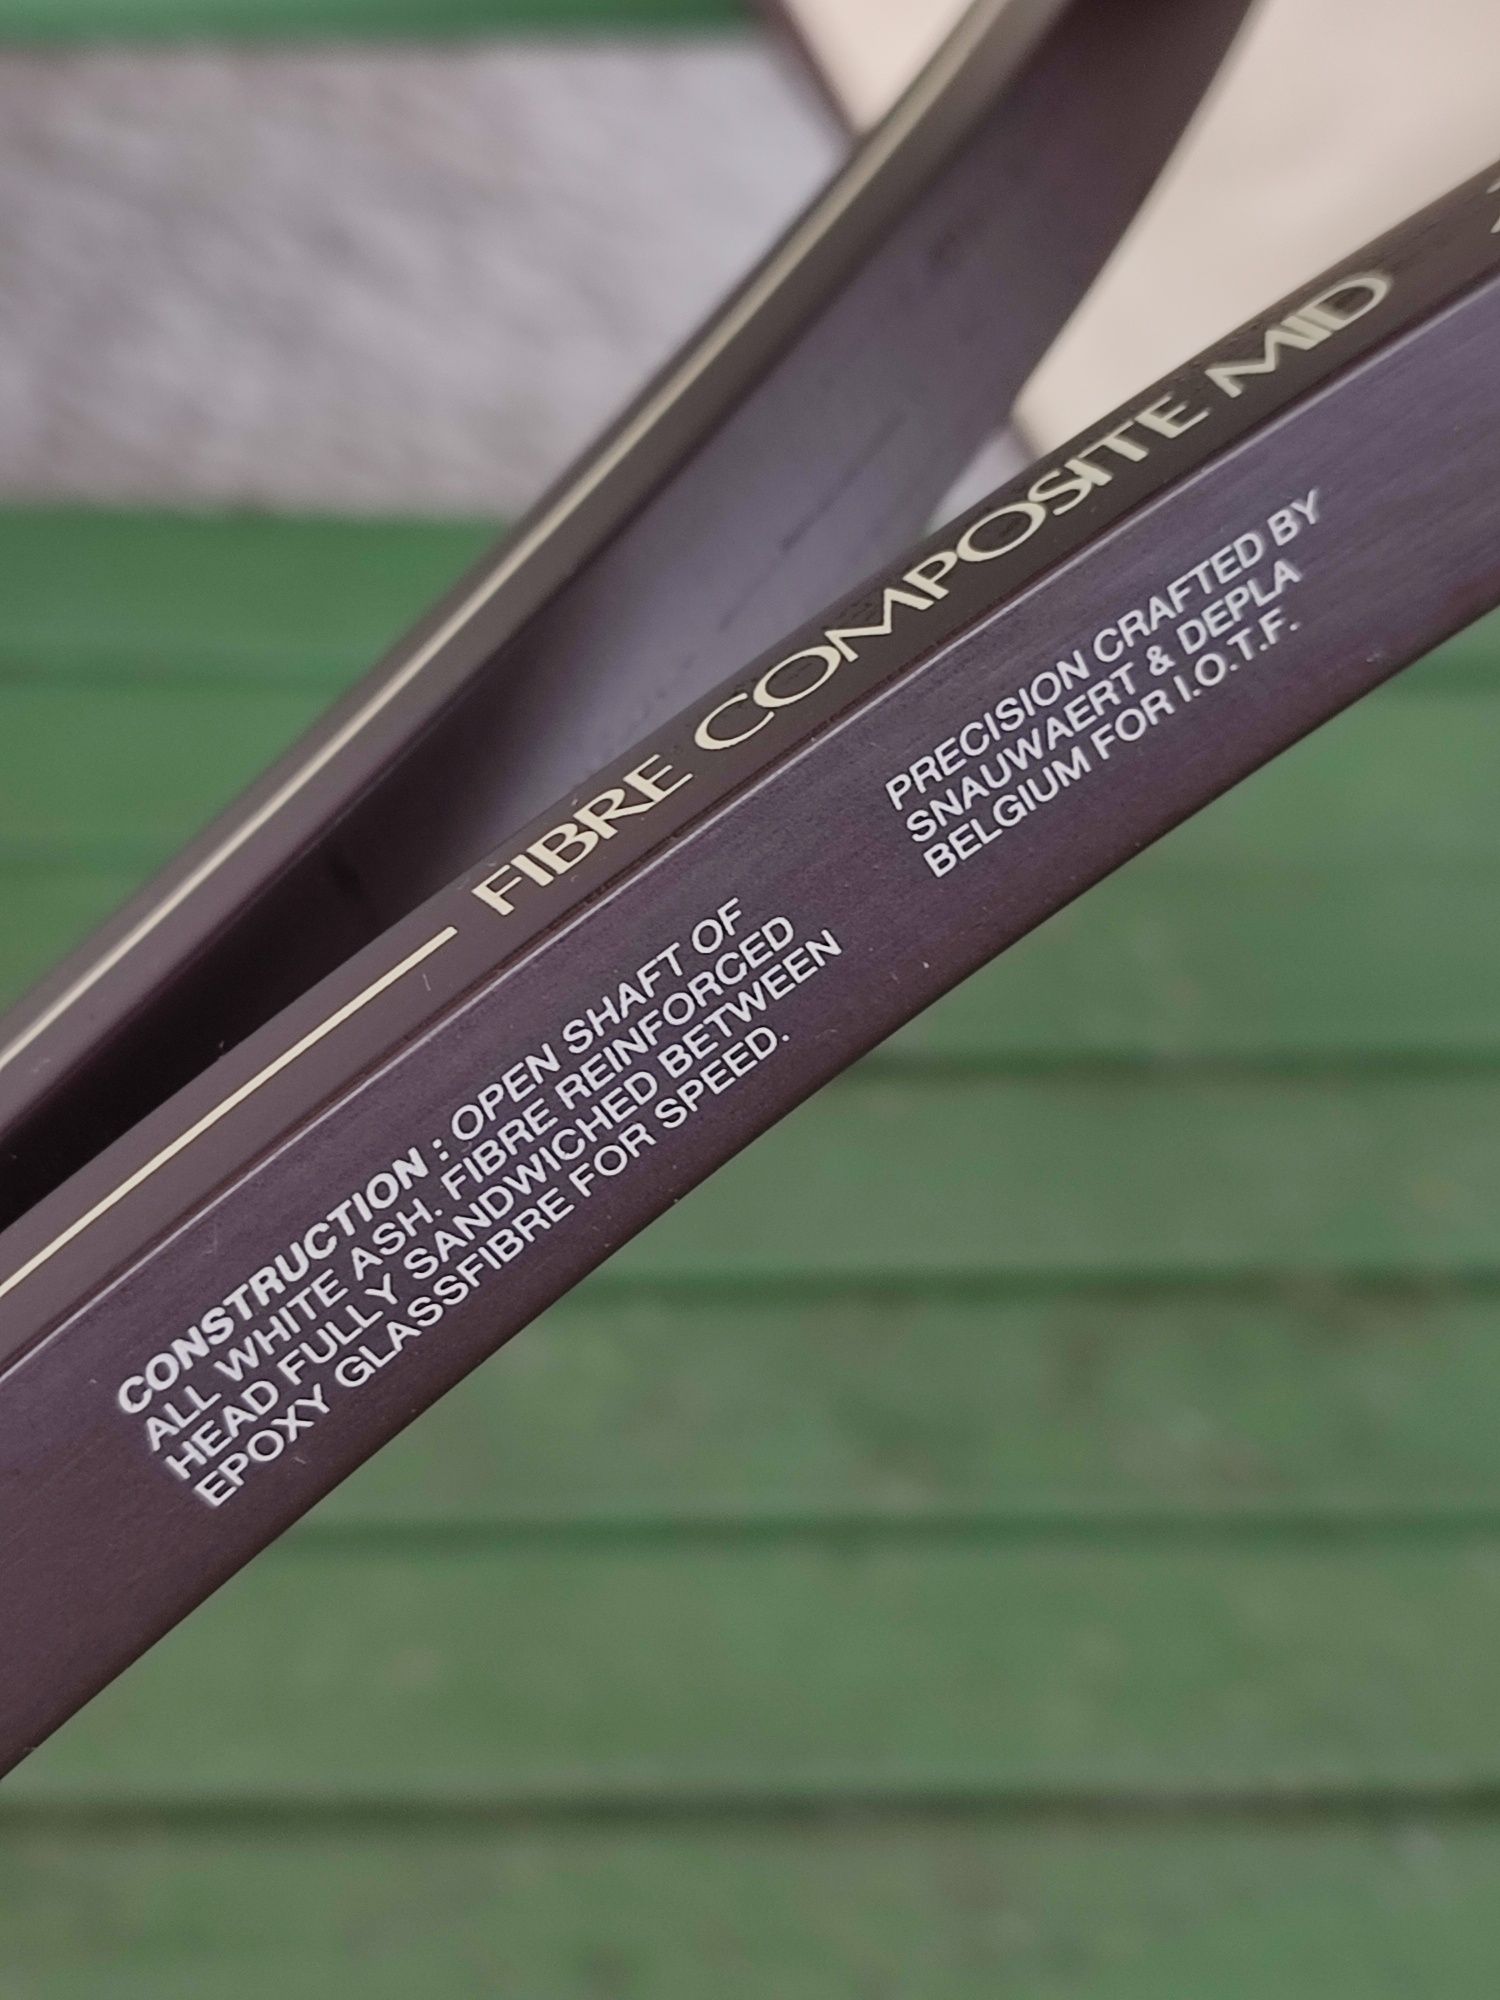 FIBRE COMPOSITE MID
PRECISION CRAFTED BY
SNAUWAERT & DEPLA
BELGIUM FOR I.O.T.F.
CONSTRUCTION : OPEN SHAFT OF
ALL WHITE ASH. FIBRE REINFORCED
HEAD FULLY SANDWICHED BETWEEN
EPOXY GLASSFIBRE FOR SPEED.